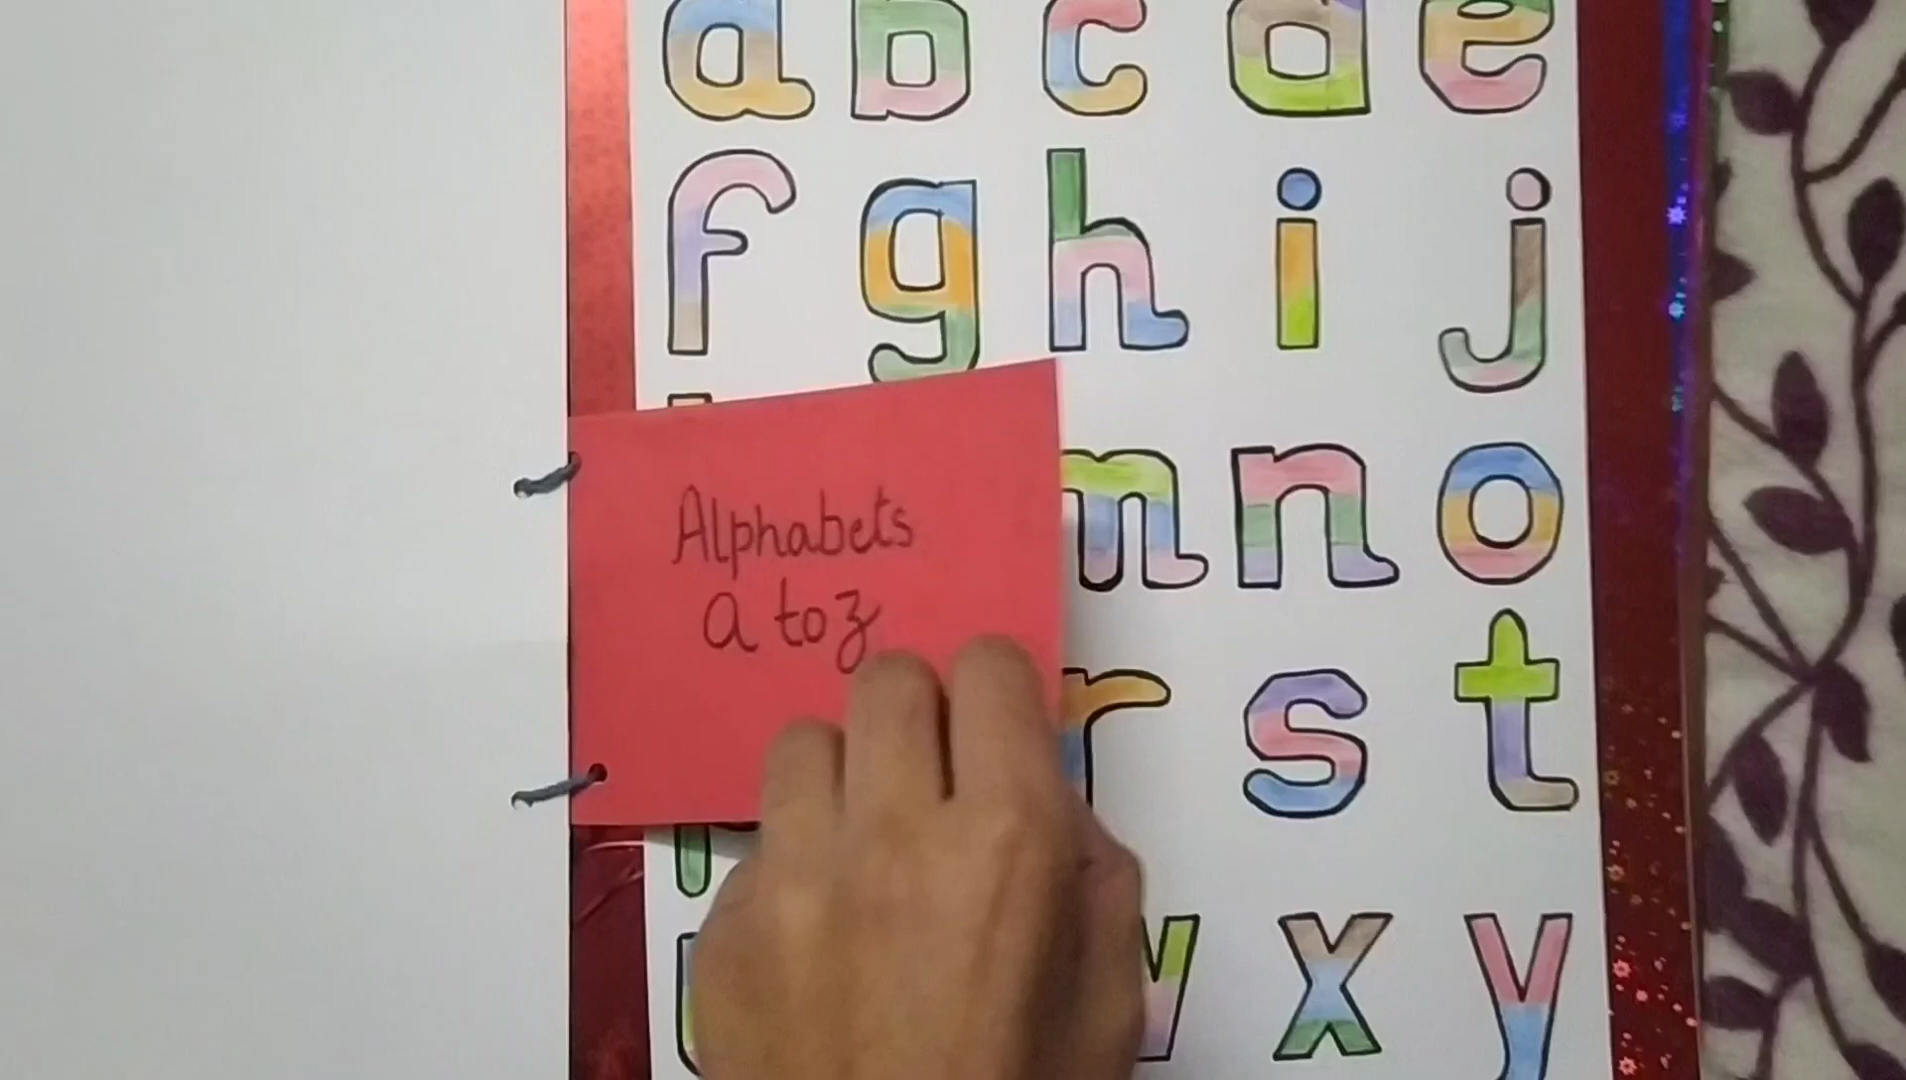 a b c d e
f g h i j
m n o
Alphabets
a to z
r s t
x y